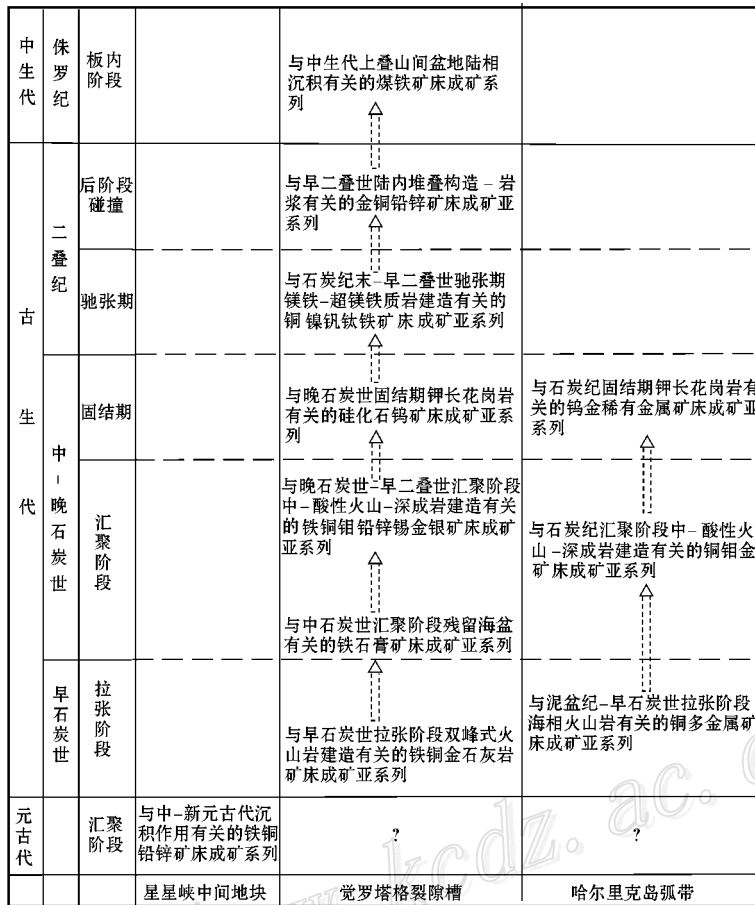 中生代
侏罗纪
板内
阶段
与中生代上叠山间盆地陆相
沉积有关的煤铁矿床成矿系
列
古生代
二叠纪
后阶段
碰撞
与早二叠世陆内堆叠构造-岩
浆有关的金铜铅锌矿床成矿亚
系列
驰张期
与石炭纪末-早二叠世驰张期
镁铁-超镁铁质岩建造有关的
铜镍钒钛铁矿床成矿亚系列
中-晚石炭世
固结期
与晚石炭世固结期钾长花岗岩
有关的硅化石钨矿床成矿亚系
列
与石炭纪固结期钾长花岗岩有
关的钨金稀有金属矿床成矿亚
系列
汇聚阶段
与晚石炭世-早二叠世汇聚阶段
中-酸性火山-深成岩建造有关
的铁铜钼铅锌锡金银矿床成矿
亚系列
与石炭纪汇聚阶段中-酸性火
山-深成岩建造有关的铜钼金
矿床成矿亚系列
与中石炭世汇聚阶段残留海盆
有关的铁石膏矿床成矿亚系列
早石炭世
拉张阶段
与早石炭世拉张阶段双峰式火
山岩建造有关的铁铜金石灰岩
矿床成矿亚系列
与泥盆纪-早石炭世拉张阶段
海相火山岩有关的铜多金属矿
床成矿亚系列
元古代
汇聚
阶段
与中-新元古代沉
积作用有关的铁铜
铅锌矿床成矿系列
?
?
星星峡中间地块
觉罗塔格裂隙槽
哈尔里克岛弧带
www.kcdz.ac.c